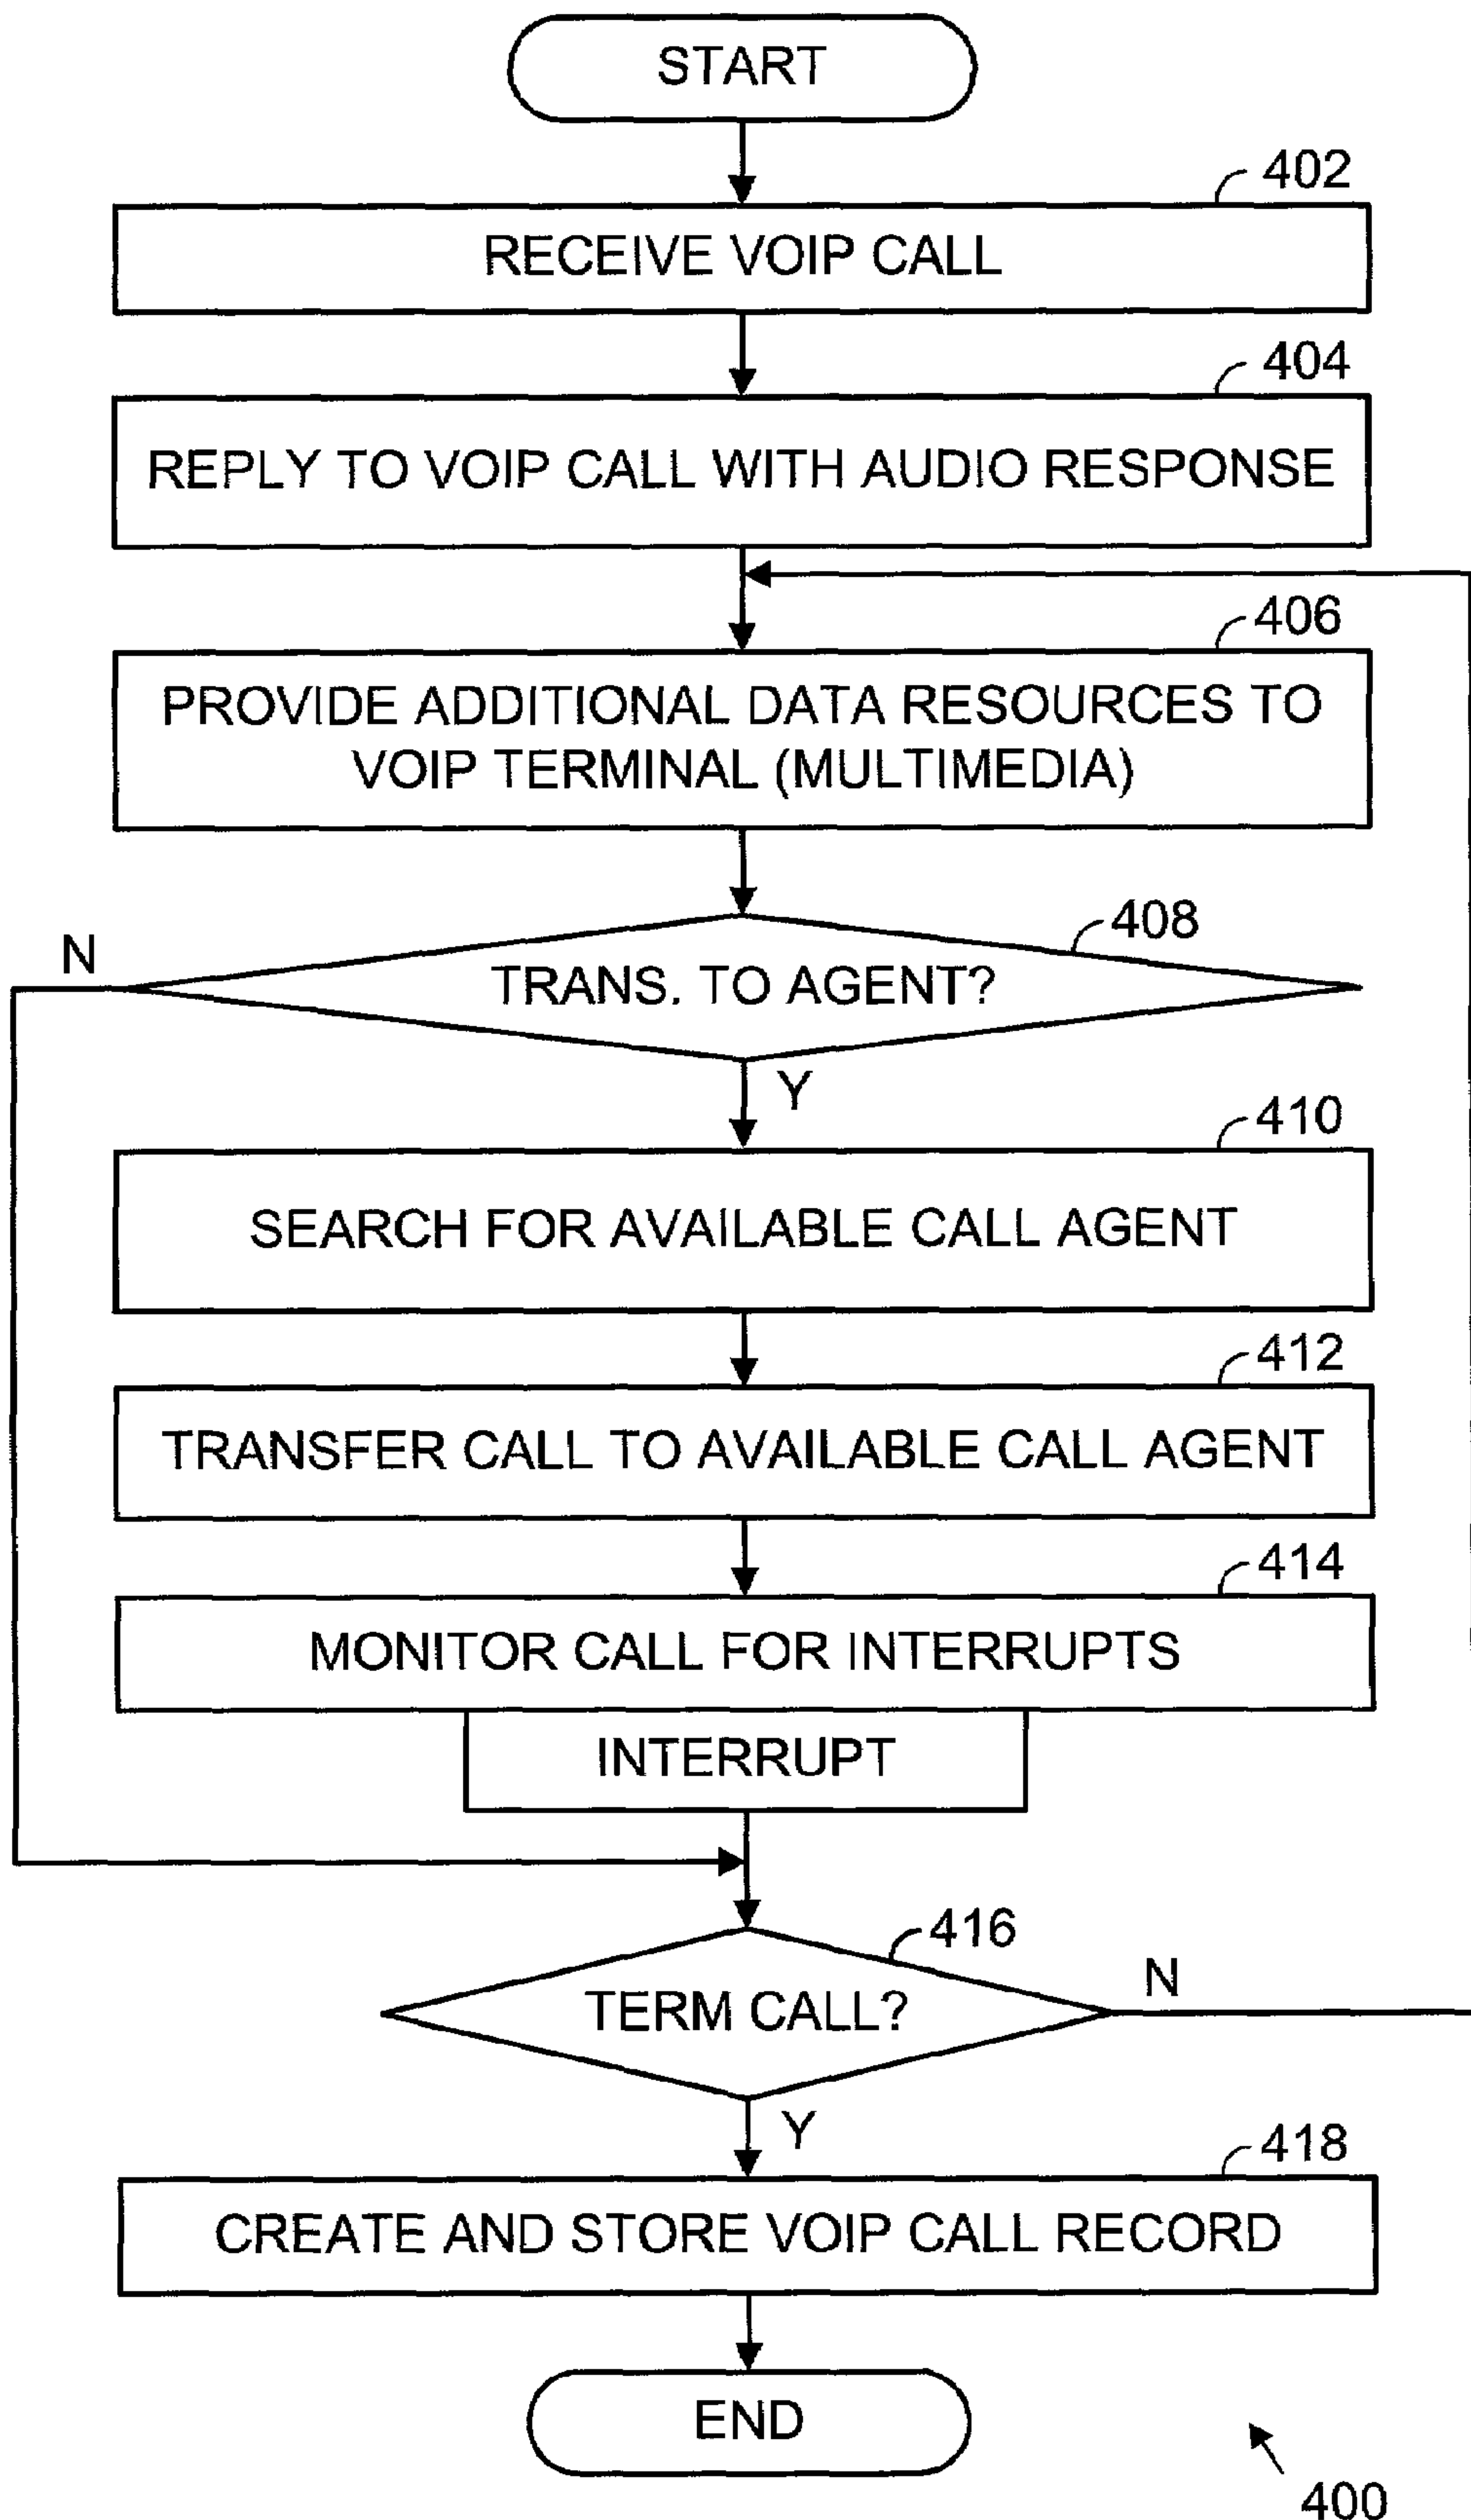 START
402
RECEIVE VOIP CALL
404
REPLY TO VOIP CALL WITH AUDIO RESPONSE
406
PROVIDE ADDITIONAL DATA RESOURCES TO
VOIP TERMINAL (MULTIMEDIA)
408
N
TRANS. TO AGENT?
Y
410
SEARCH FOR AVAILABLE CALL AGENT
412
TRANSFER CALL TO AVAILABLE CALL AGENT
414
MONITOR CALL FOR INTERRUPTS
INTERRUPT
416
N
TERM CALL?
Y
418
CREATE AND STORE VOIP CALL RECORD
END
400